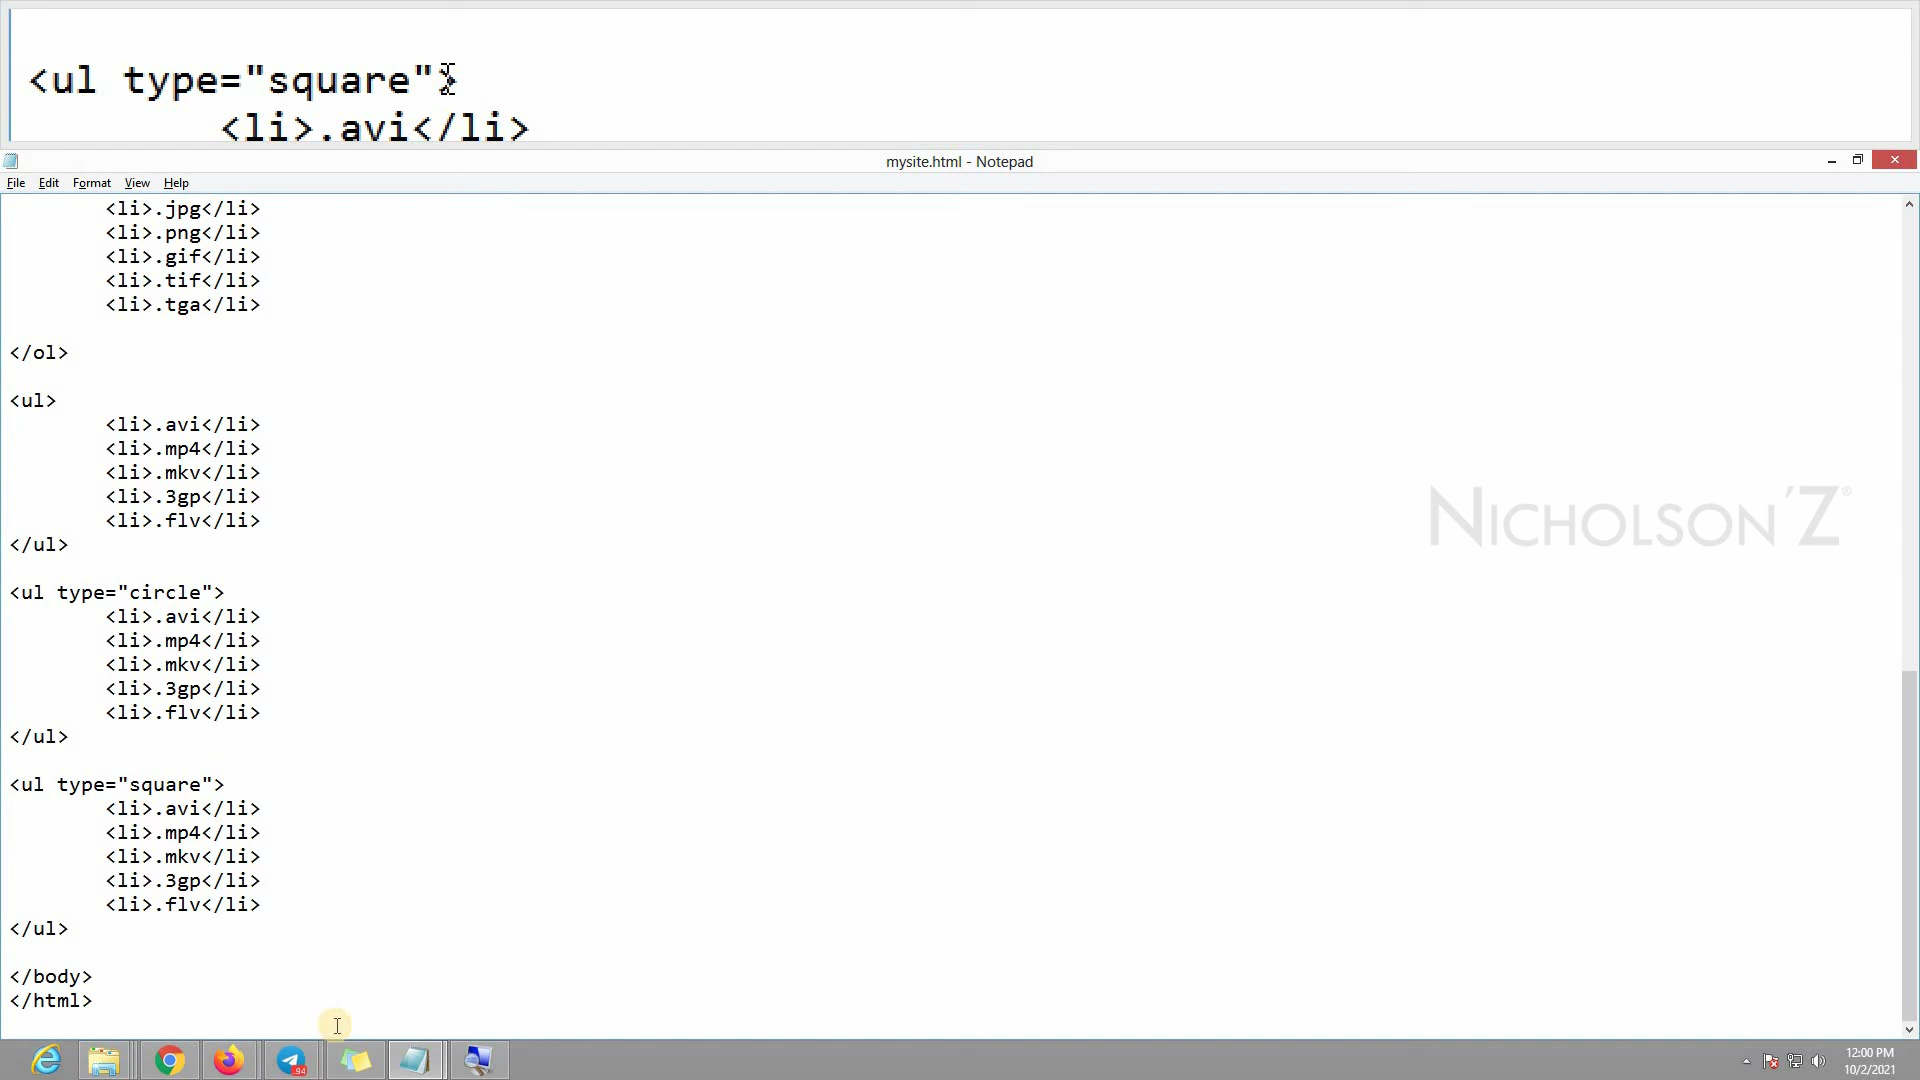 <ul type="square">
<li>.avi</li>
mysite.html - Notepad
File Edit Format View Help
<li>.jpg</li>
<li>.png</li>
<li>.gif</li>
<li>.tif</li>
<li>.tga</li>
</ol>
<ul>
<li>.avi</li>
<li>.mp4</li>
<li>.mkv</li>
<li>.3gp</li>
<li>.flv</li>
</ul>
NICHOLSON'Z®
<ul type="circle">
<li>.avi</li>
<li>.mp4</li>
<li>.mkv</li>
<li>.3gp</li>
<li>.flv</li>
</ul>
<ul type="square">
<li>.avi</li>
<li>.mp4</li>
<li>.mkv</li>
<li>.3gp</li>
<li>.flv</li>
</ul>
</body>
</html>
94
12:00 PM
10/2/2021